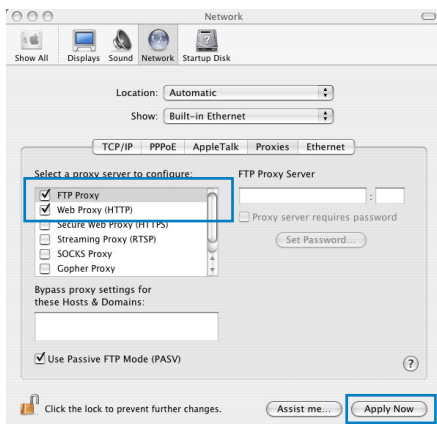 Network
Show All Displays Sound Network Startup Disk
Location: Automatic
Show: Built-in Ethernet
TCP/IP PPPoE AppleTalk Proxies Ethernet
Select a proxy server to configure: FTP Proxy Server
FTP Proxy
:
Web Proxy (HTTP)
Proxy server requires password
Secure Web Proxy (HTTPS)
Streaming Proxy (RTSP) Set Password...
SOCKS Proxy
Gopher Proxy
Bypass proxy settings for
these Hosts & Domains:
Use Passive FTP Mode (PASV)
?
Click the lock to prevent further changes. Assist me... Apply Now